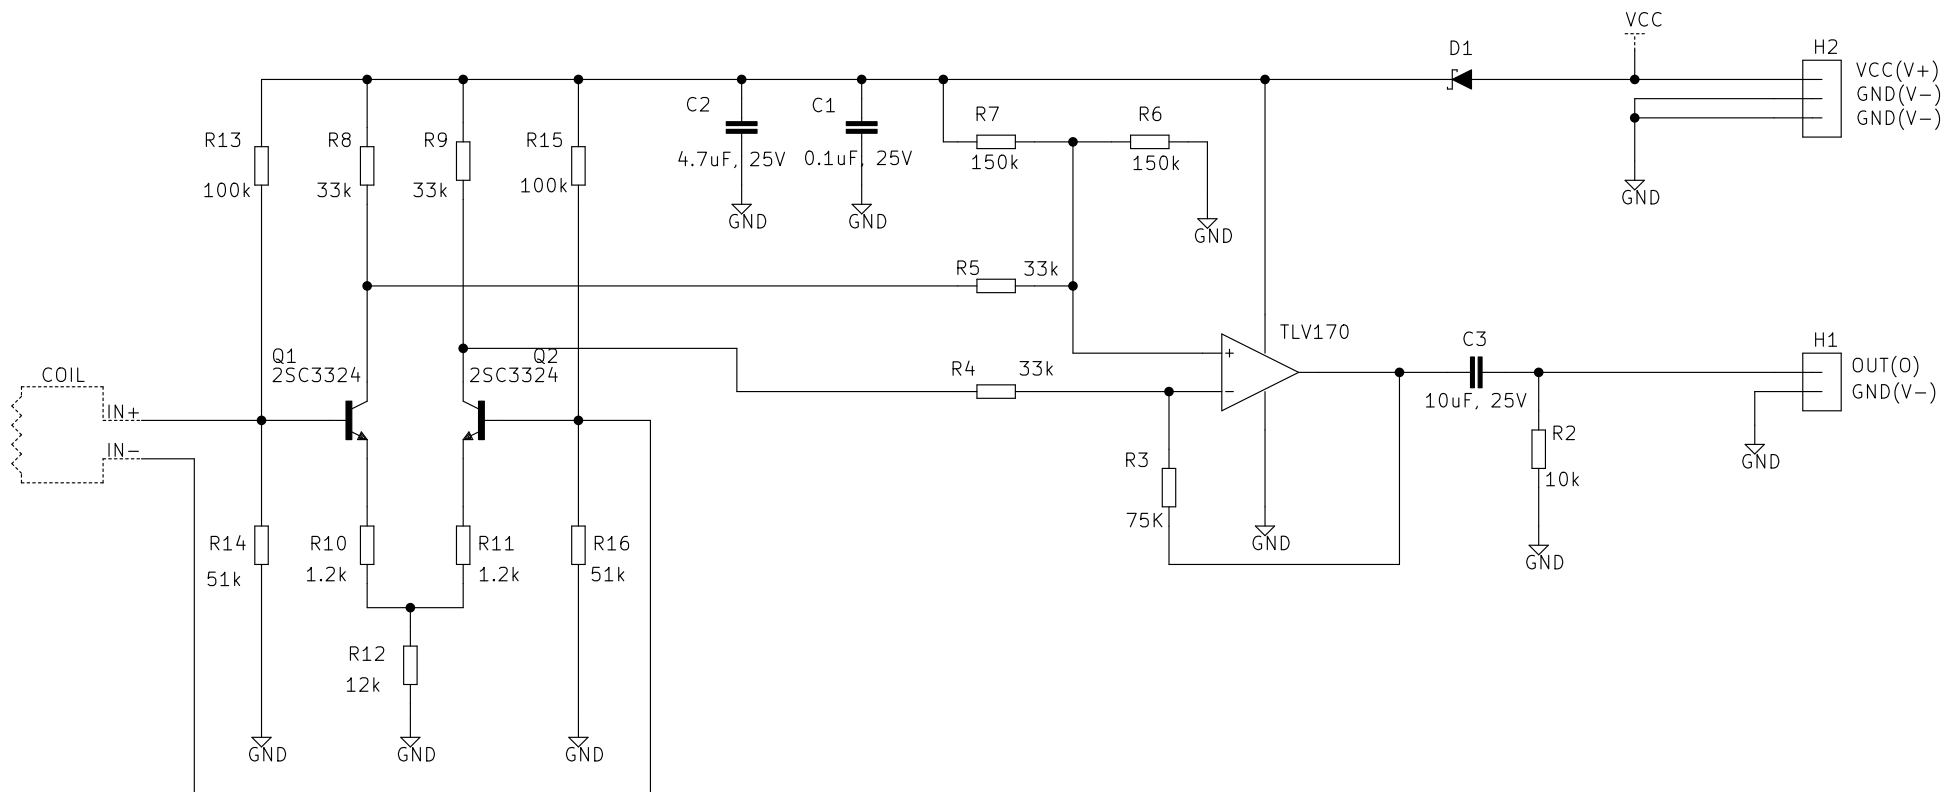 VCC
D1
H2
VCC(V+)
GND(V-)
GND(V-)
C2
C1
R7
R6
R13
R8
R9
R15
4.7uF, 25V
0.1uF, 25V
150k
150k
100k
33k
33k
100k
GND
GND
GND
GND
R5
33k
TLV170
C3
H1
Q1
2SC3324
Q2
2SC3324
R4
33k
OUT(O)
GND(V-)
COIL
10uF, 25V
IN+
IN-
R3
R2
GND
10k
75K
R14
R10
R11
R16
GND
GND
51k
1.2k
1.2k
51k
R12
12k
GND
GND
GND